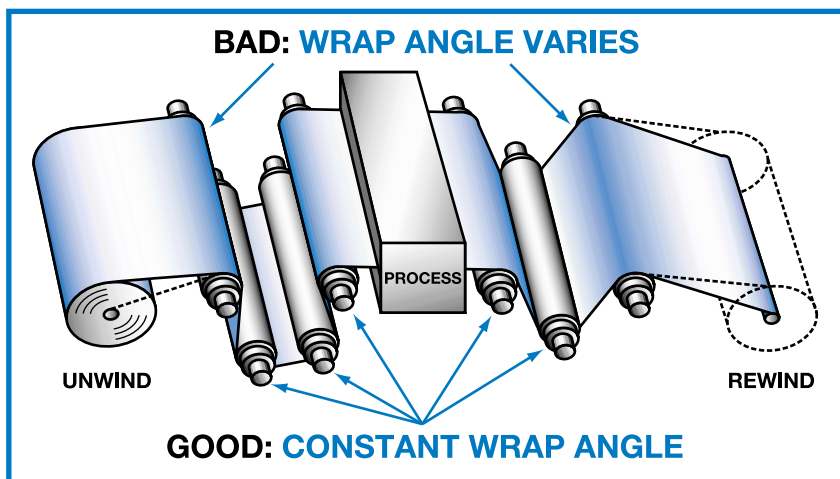 BAD: WRAP ANGLE VARIES
PROCESS
UNWIND
REWIND
GOOD: CONSTANT WRAP ANGLE